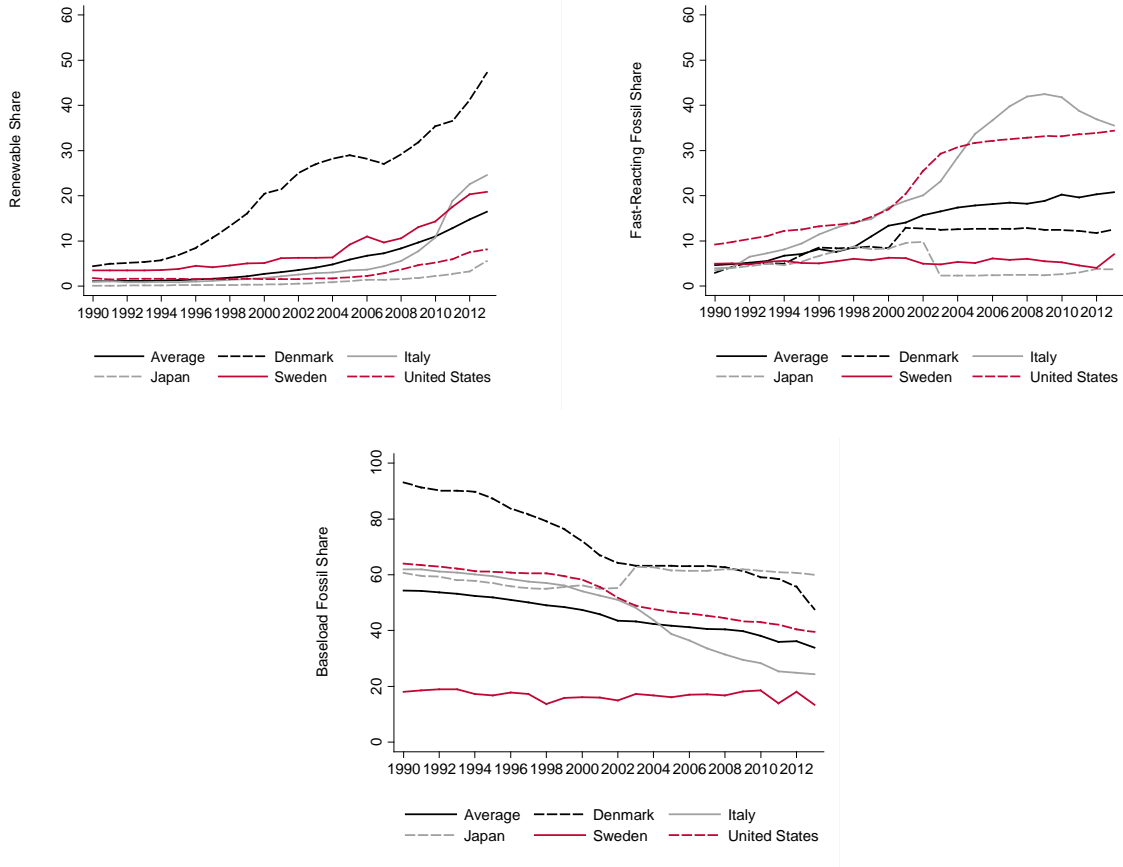 Renewable Share
60
50
40
30
20
10
0
1990 1992 1994 1996 1998 2000 2002 2004 2006 2008 2010 2012
Average Denmark Italy
Japan Sweden United States
Fast-Reacting Fossil Share
60
50
40
30
20
10
0
1990 1992 1994 1996 1998 2000 2002 2004 2006 2008 2010 2012
Average Denmark Italy
Japan Sweden United States
Baseload Fossil Share
100
80
60
40
20
0
1990 1992 1994 1996 1998 2000 2002 2004 2006 2008 2010 2012
Average Denmark Italy
Japan Sweden United States